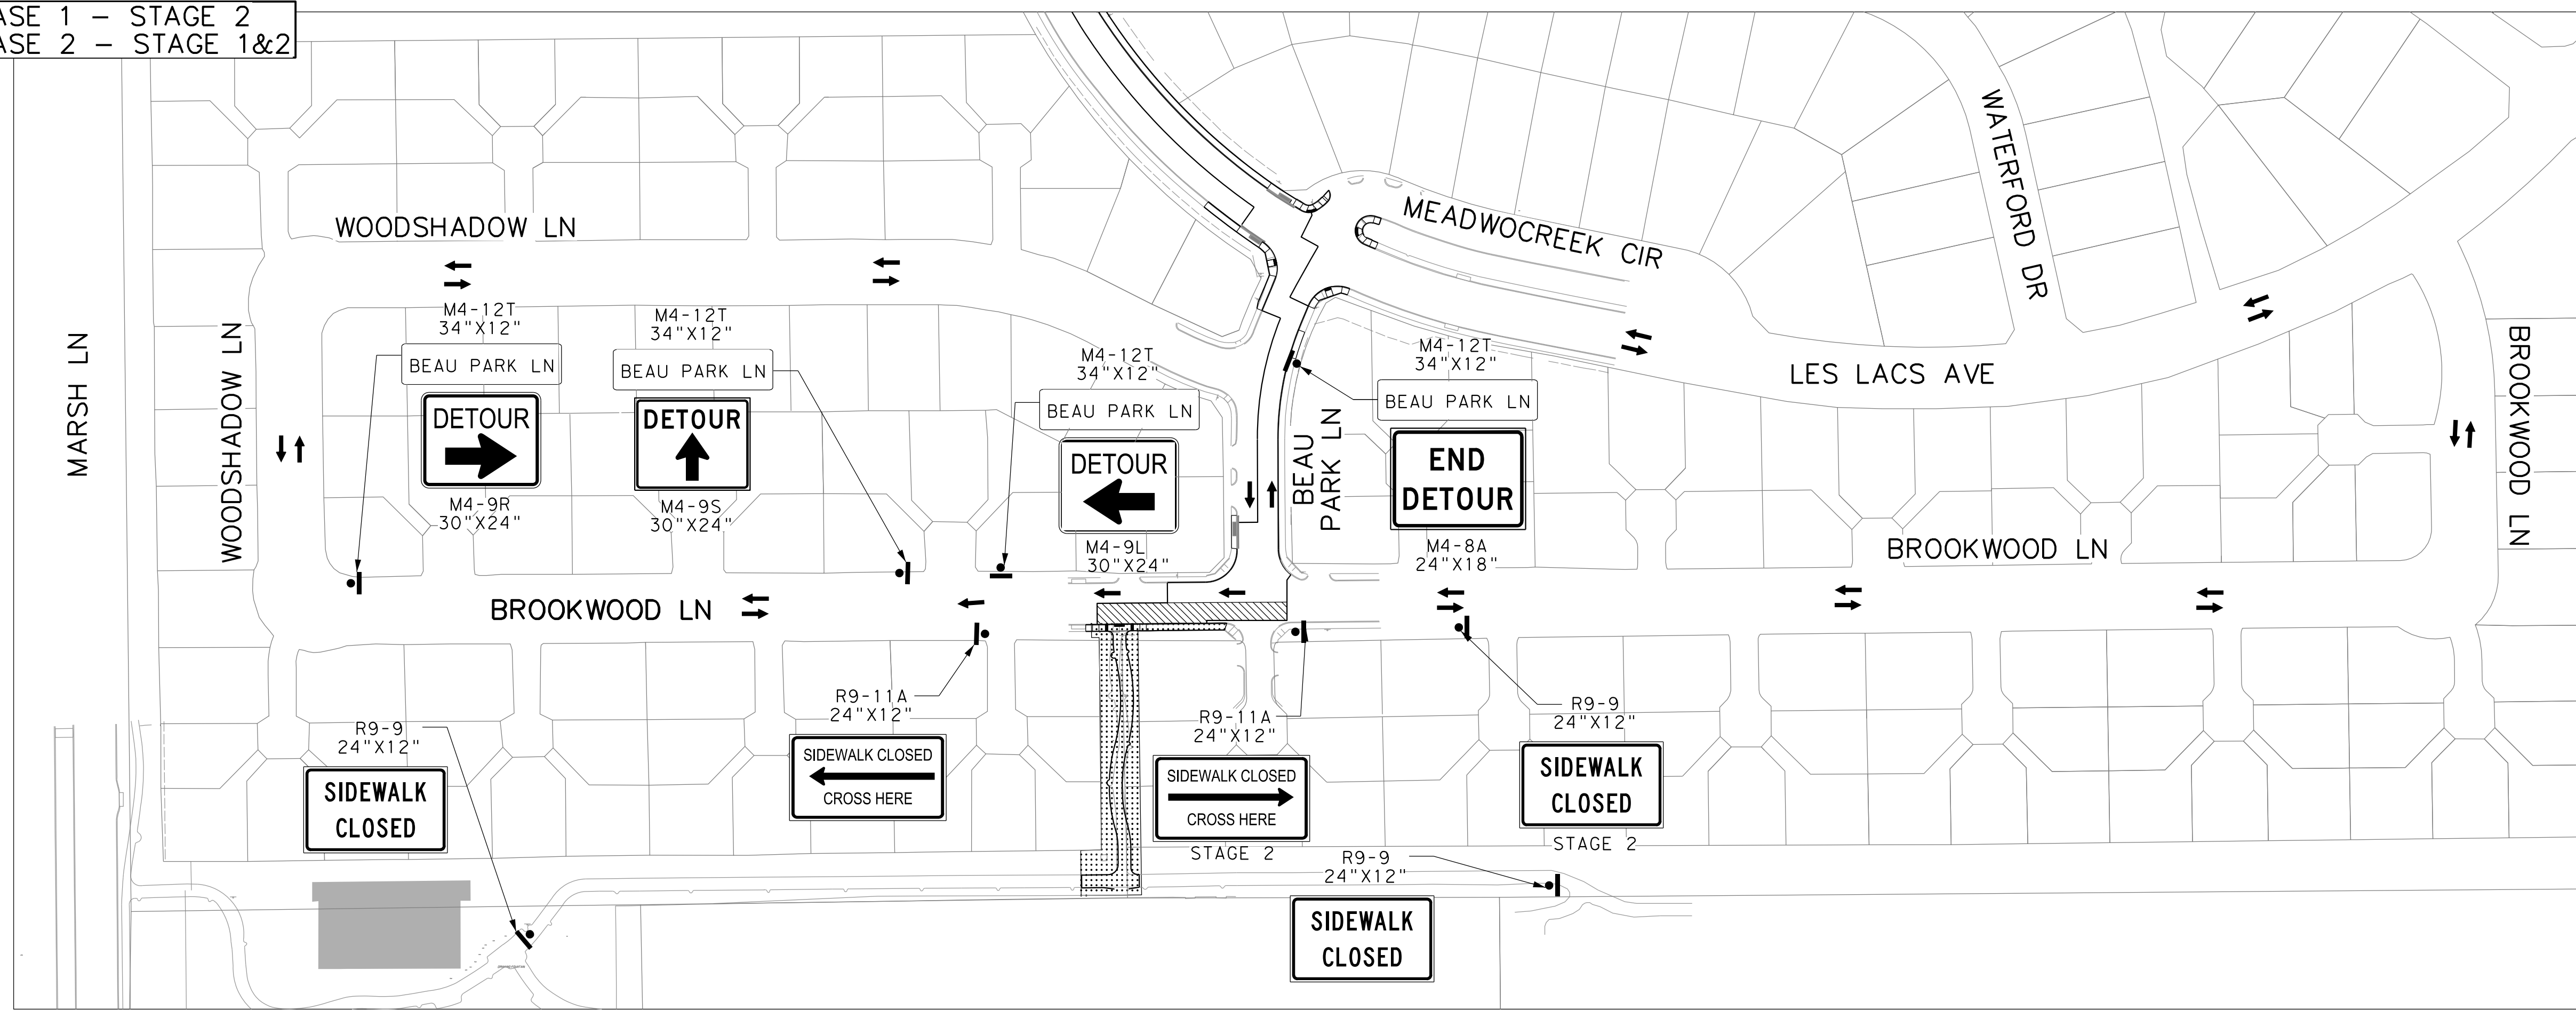 ASE 1 - STAGE 2
ASE 2 - STAGE 1&2
MARSH LN
WOODSHADOW LN
WOODSHADOW LN
MEADWOCREEK CIR
WATERFORD DR
LES LACS AVE
BROOKWOOD LN
BROOKWOOD LN
BROOKWOOD LN
BEAU
PARK LN
M4-12T
34"X12"
BEAU PARK LN
DETOUR
M4-9R
30"X24"
M4-12T
34"X12"
BEAU PARK LN
DETOUR
M4-9S
30"X24"
M4-12T
34"X12"
BEAU PARK LN
DETOUR
M4-9L
30"X24"
M4-12T
34"X12"
BEAU PARK LN
END
DETOUR
M4-8A
24"X18"
R9-9
24"X12"
SIDEWALK
CLOSED
R9-11A
24"X12"
SIDEWALK CLOSED
CROSS HERE
R9-11A
24"X12"
SIDEWALK CLOSED
CROSS HERE
STAGE 2
R9-9
24"X12"
SIDEWALK
CLOSED
STAGE 2
R9-9
24"X12"
SIDEWALK
CLOSED